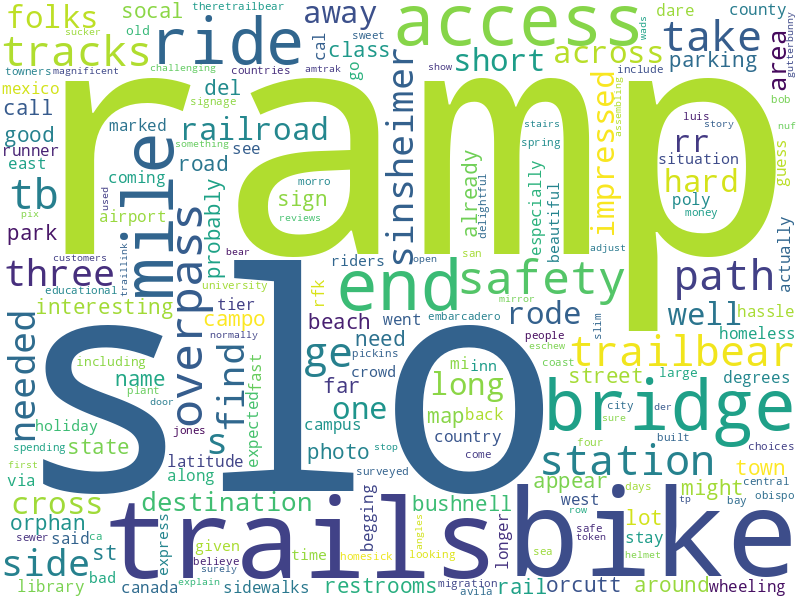 folks
socal
theretrailbear
old
away
cal
sweet
class
access
dare
county
take
tracks
sucker
ride
go
short
across
wads
parking
area
gutterbunny
towners
magnificent
challenging
countries
amtrak
show
include
mexico
call
ramp
del
signage
good
marked
railroad
bob
runner
something
see
road
sinsheimer
already
stairs
spring
impressed
assembling
rr
luis
story
nuf
situation
hard
guess
east
mile
coming
tb
used
morro
sign
reviews
delightful
especially
beautiful
poly
money
pix
airport
probably
park
overpass
customers
traillink
bear
riders
open
san
adjust
actually
three
end
safety
path
educational
university
tier
rfk
mirror
interesting
campo
beach
went
embarcadero
rode
slim
people
well
hassle
homeless
needed
including
normally
slo
ge
need
pickins
crowd
mi
inn
eschew
coast
trailbear
name
plant
find
expected
fast
far
long
street
large
degrees
s
one
map
back
bridge
city
der
sure
holiday
door
campus
country
state
spending
jones
photo
stop
come
four
built
choices
first
latitude
station
town
via
along
surveyed
days
central
cross
destination
bushnell
appear
west
might
bay
obispo
orphan
express
trails
bike
row
tp
sewer
said
ca
given
time
begging
angles
longer
safe
token
lot
side
st
believe
homesick
looking
sea
stay
helmet
bad
surely
migration
library
canada
explain
sidewalks
restrooms
avila
rail
orcutt
around
wheeling